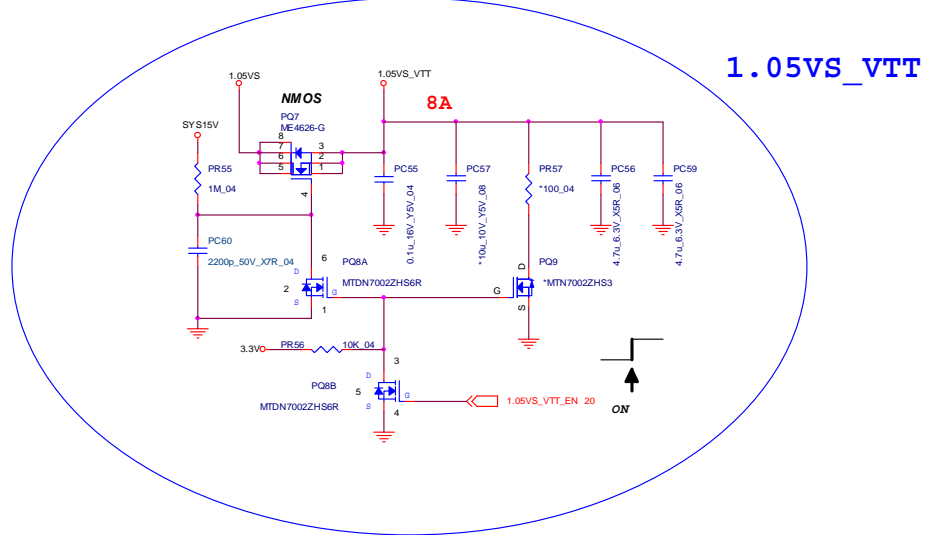 1.05VS_VTT
1.05VS
1.05VS_VTT
NMOS
8A
PQ7
ME4626-G
SYS15V
8
7
6
5
3
2
1
4
PR55
1M_04
PC55
0.1u_16V_Y5V_04
PC57
*10u_10V_Y5V_08
PR57
*100_04
PC56
4.7u_6.3V_X5R_06
PC59
4.7u_6.3V_X5R_06
PC60
2200p_50V_X7R_04
6
D
2
G
S
1
PQ8A
MTDN7002ZHS6R
G
D
S
PQ9
*MTN7002ZHS3
3.3V
PR56
10K_04
3
D
5
G
S
4
PQ8B
MTDN7002ZHS6R
1.05VS_VTT_EN 20
ON